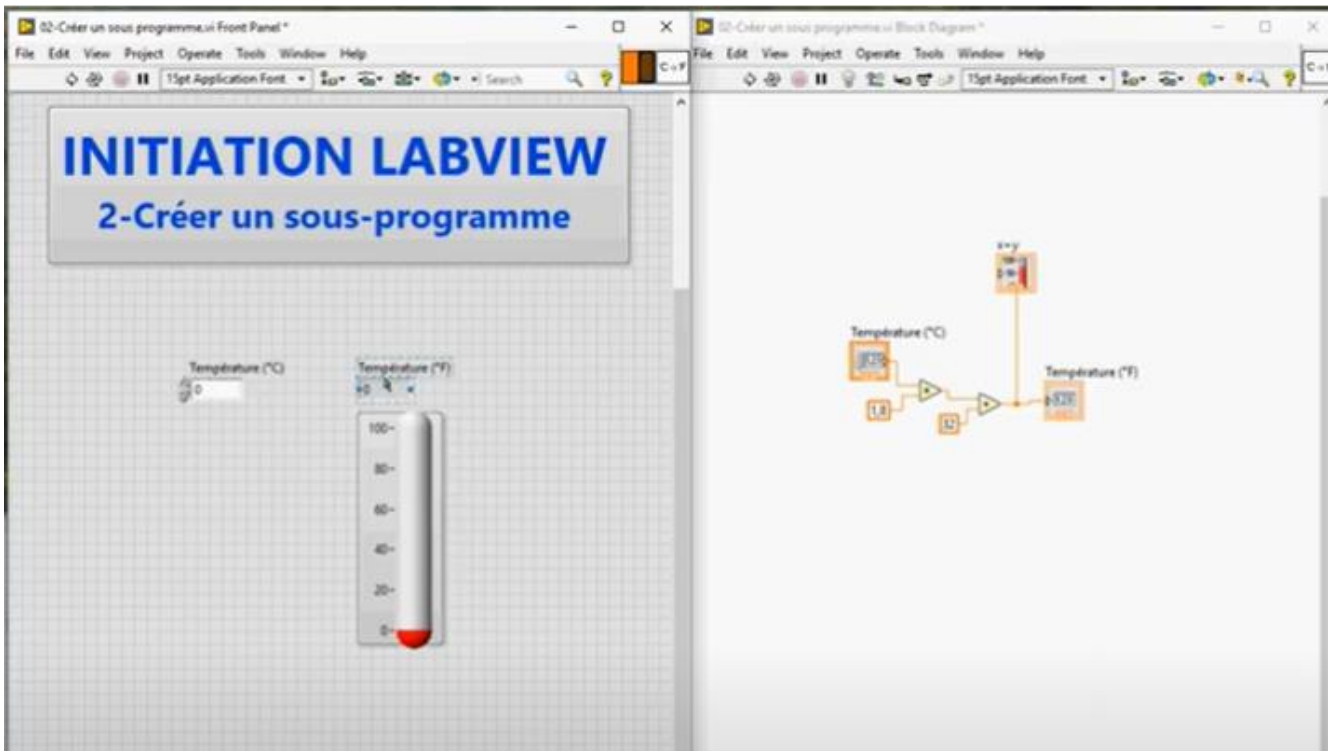 02-Créer un sous programme.vi Front Panel *
File Edit View Project Operate Tools Window Help
15pt Application Font
Search
C→F
INITIATION LABVIEW
2-Créer un sous-programme
Température (°C)
0
Température (°F)
0
100
80
60
40
20
0
02-Créer un sous programme.vi Block Diagram *
File Edit View Project Operate Tools Window Help
15pt Application Font
Température (°C)
1,8
32
Température (°F)